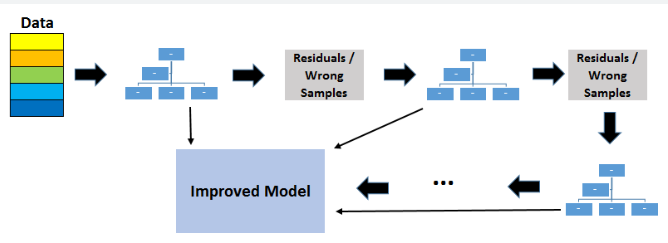 Data
Residuals /
Wrong
Samples
Residuals /
Wrong
Samples
Improved Model
...